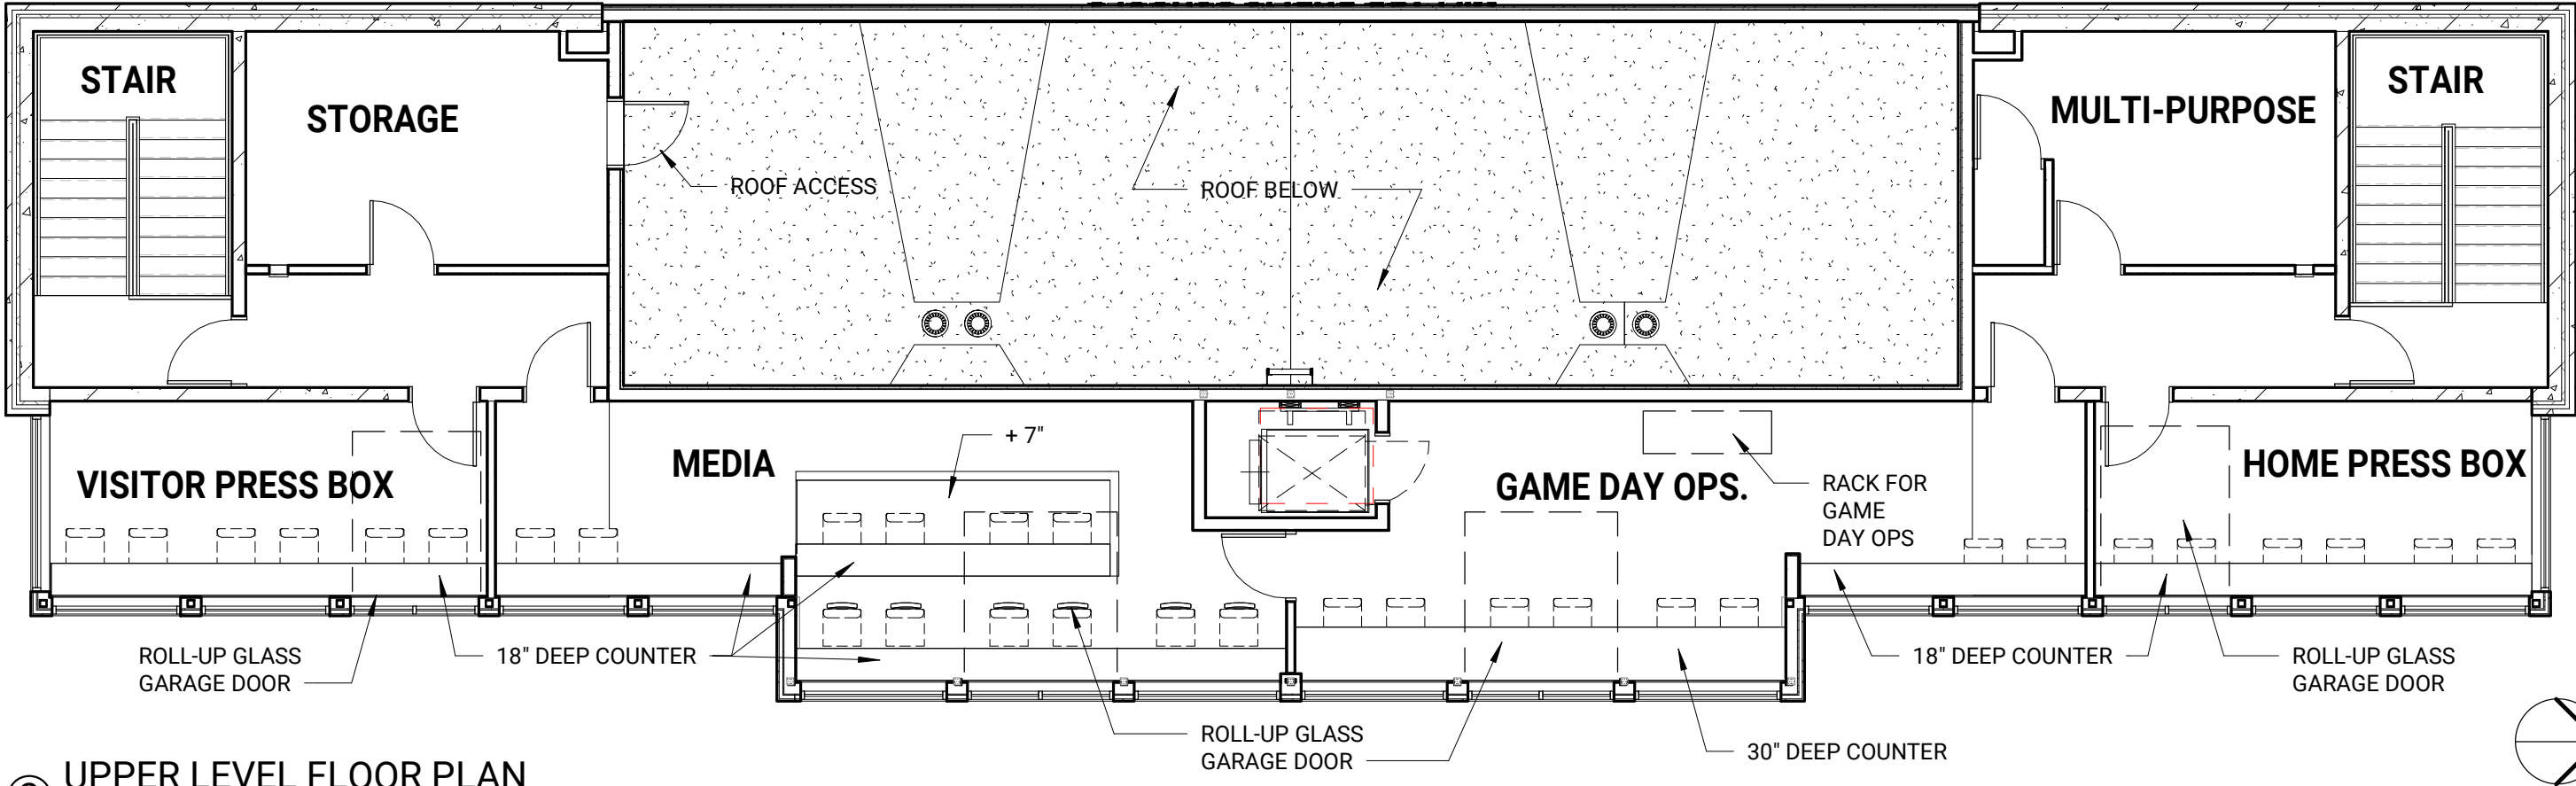 STAIR
STORAGE
ROOF ACCESS
ROOF BELOW
MULTI-PURPOSE
STAIR
VISITOR PRESS BOX
MEDIA
+ 7"
GAME DAY OPS.
RACK FOR
GAME
DAY OPS
HOME PRESS BOX
ROLL-UP GLASS
GARAGE DOOR
18" DEEP COUNTER
ROLL-UP GLASS
GARAGE DOOR
30" DEEP COUNTER
18" DEEP COUNTER
ROLL-UP GLASS
GARAGE DOOR
UPPER LEVEL FLOOR PLAN